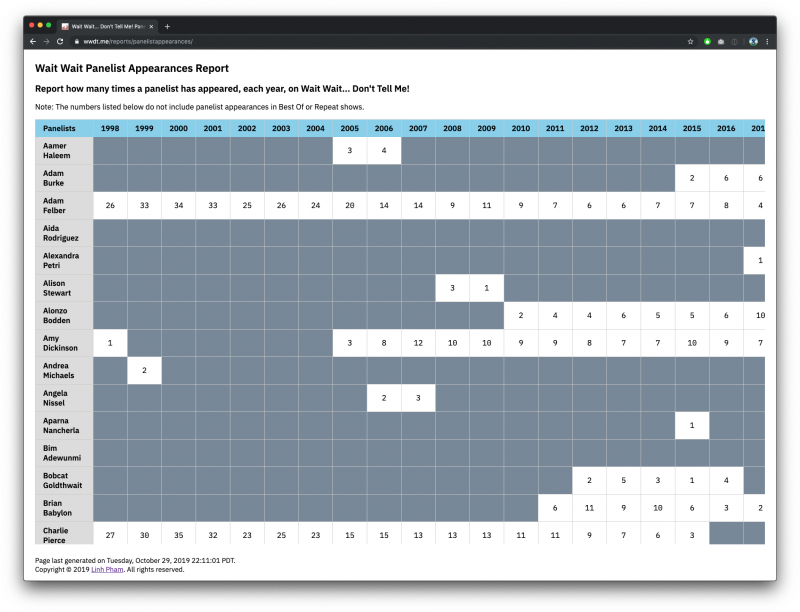 Wait Wait... Don't Tell Me! Pan
wwdt.me/reports/panelistappearances/
Wait Wait Panelist Appearances Report
Report how many times a panelist has appeared, each year, on Wait Wait... Don't Tell Me!
Note: The numbers listed below do not include panelist appearances in Best Of or Repeat shows.
Panelists 1998 1999 2000 2001 2002 2003 2004 2005 2006 2007 2008 2009 2010 2011 2012 2013 2014 2015 2016 201
Aamer
Haleem 3 4
Adam
Burke 2 6 6
Adam
Felber 26 33 34 33 25 26 24 20 14 14 9 11 9 7 6 6 7 7 8 4
Aida
Rodriguez
Alexandra
Petri 1
Alison
Stewart 3 1
Alonzo
Bodden 2 4 4 6 5 5 6 10
Amy
Dickinson 1 3 8 12 10 10 9 9 8 7 7 10 9 7
Andrea
Michaels 2
Angela
Nissel 2 3
Aparna
Nancherla 1
Bim
Adewunmi
Bobcat
Goldthwait 2 5 3 1 4
Brian
Babylon 6 11 9 10 6 3 2
Charlie
Pierce 27 30 35 32 23 25 23 15 15 13 13 13 11 11 9 7 6 3
Page last generated on Tuesday, October 29, 2019 22:11:01 PDT.
Copyright © 2019 Linh Pham. All rights reserved.